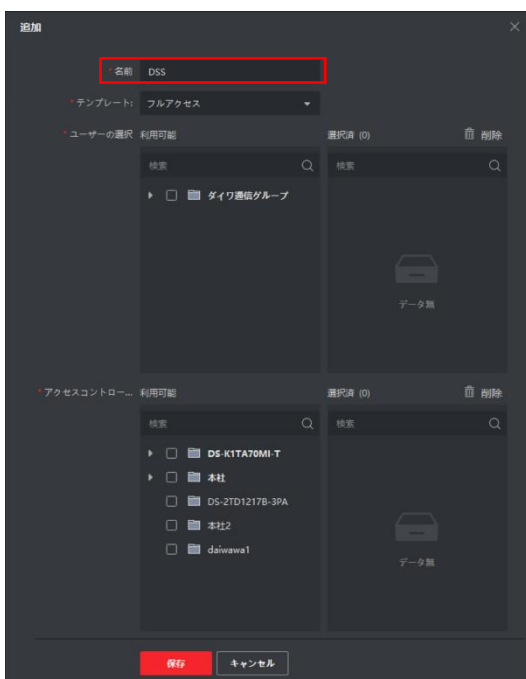 追加
*名前 DSS
*テンプレート: フルアクセス
*ユーザーの選択 利用可能 選択済 (0) 削除
検索 検索
ダイワ通信グループ
データ無
*アクセスコントロー... 利用可能 選択済 (0) 削除
検索 検索
DS-K1TA70MI-T
本社
DS-2TD1217B-3PA
本社2
daiwawa1
データ無
保存 キャンセル